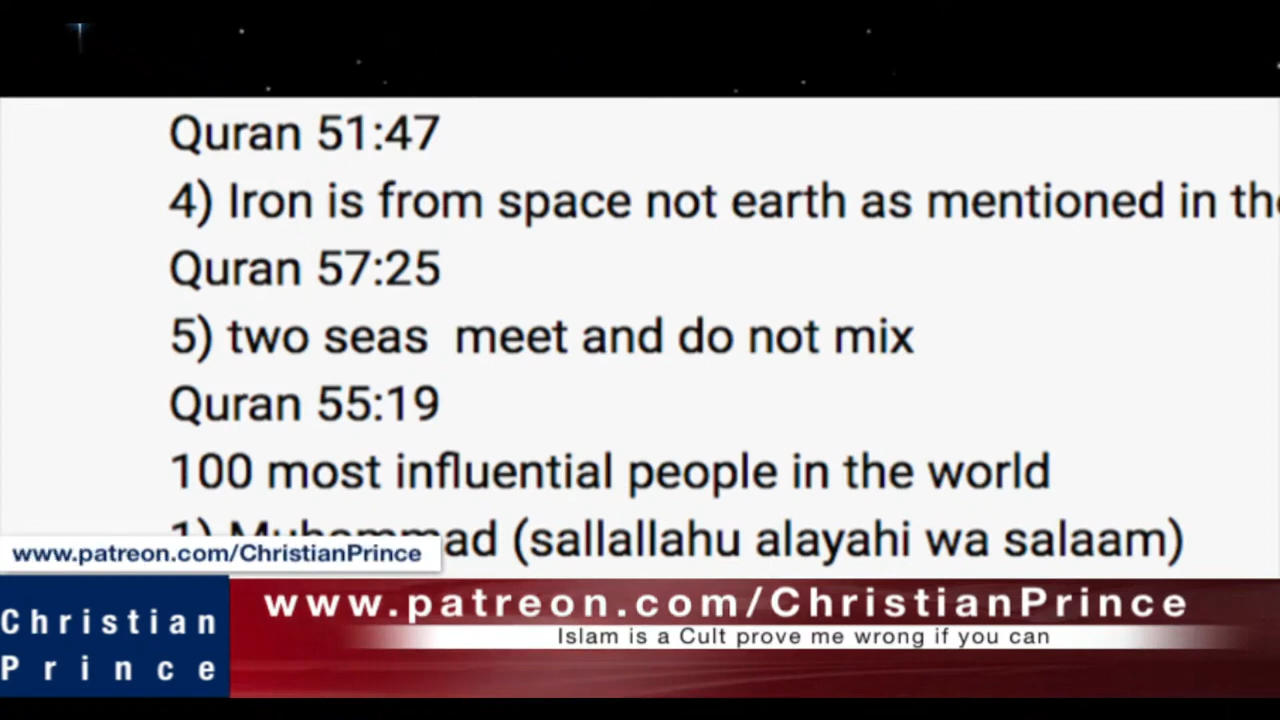 Quran 51:47
4) Iron is from space not earth as mentioned in the
Quran 57:25
5) two seas meet and do not mix
Quran 55:19
100 most influential people in the world
1) Muhammad (sallallahu alayahi wa salaam)
www.patreon.com/ChristianPrince
Christian
Prince
www.patreon.com/ChristianPrince
Islam is a Cult prove me wrong if you can